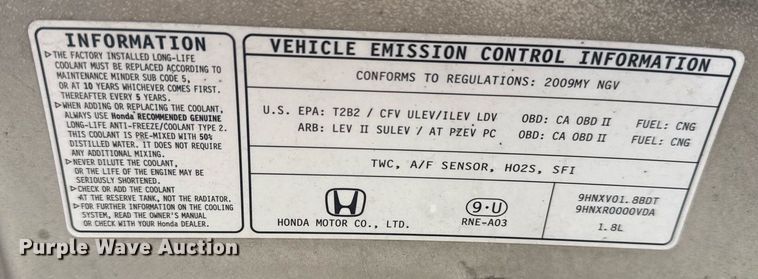 INFORMATION
▷THE FACTORY INSTALLED LONG-LIFE
COOLANT MUST BE REPLACED ACCORDING TO
MAINTENANCE MINDER SUB CODE 5,
OR AT 10 YEARS WHICHEVER COMES FIRST.
THEREAFTER EVERY 5 YEARS.
▷WHEN ADDING OR REPLACING THE COOLANT,
ALWAYS USE Honda RECOMMENDED GENUINE
LONG-LIFE ANTI-FREEZE/COOLANT TYPE 2.
THIS COOLANT IS PRE-MIXED WITH 50%
DISTILLED WATER. IT DOES NOT REQUIRE
ANY ADDITIONAL MIXING.
▷NEVER DILUTE THE COOLANT,
OR THE LIFE OF THE ENGINE MAY BE
SERIOUSLY SHORTENED.
▷CHECK OR ADD THE COOLANT
AT THE RESERVE TANK, NOT THE RADIATOR.
▷FOR FURTHER INFORMATION ON THE COOLING
SYSTEM, READ THE OWNER'S MANUAL
OR CHECK WITH YOUR Honda DEALER.
VEHICLE EMISSION CONTROL INFORMATION
CONFORMS TO REGULATIONS: 2009MY NGV
U.S. EPA: T2B2 / CFV ULEV/ILEV LDV OBD: CA OBD II FUEL: CNG
ARB: LEV II SULEV / AT PZEV PC OBD: CA OBD II FUEL: CNG
TWC, A/F SENSOR, HO2S, SFI
HONDA MOTOR CO., LTD.
9·U
RNE-A03
9HNXV01.8BDT
9HNXR0000VDA
1.8L
Purple Wave Auction